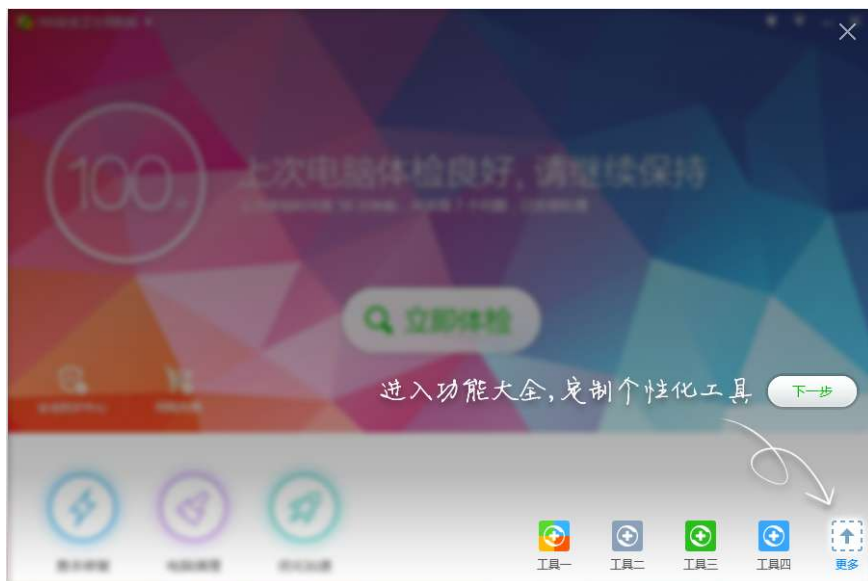 100
上次电脑体检良好，请继续保持
立即体检
进入功能大全，定制个性化工具
下一步
工具一
工具二
工具三
工具四
更多